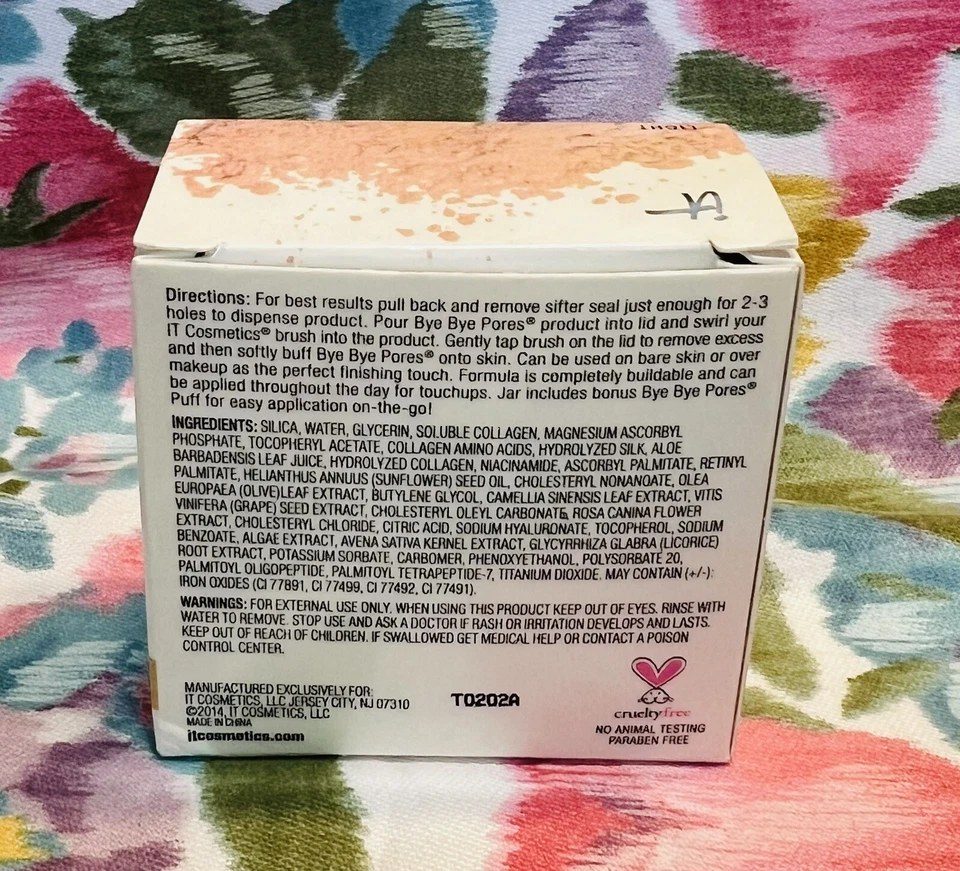 LIGHT
Directions: For best results pull back and remove sifter seal just enough for 2-3
holes to dispense product. Pour Bye Bye Pores® product into lid and swirl your
IT Cosmetics® brush into the product. Gently tap brush on the lid to remove excess
and then softly buff Bye Bye Pores® onto skin. Can be used on bare skin or over
makeup as the perfect finishing touch. Formula is completely buildable and can
be applied throughout the day for touchups. Jar includes bonus Bye Bye Pores®
Puff for easy application on-the-go!
INGREDIENTS: SILICA, WATER, GLYCERIN, SOLUBLE COLLAGEN, MAGNESIUM ASCORBYL
PHOSPHATE, TOCOPHERYL ACETATE, COLLAGEN AMINO ACIDS, HYDROLYZED SILK, ALOE
BARBADENSIS LEAF JUICE, HYDROLYZED COLLAGEN, NIACINAMIDE, ASCORBYL PALMITATE, RETINYL
PALMITATE, HELIANTHUS ANNUUS (SUNFLOWER) SEED OIL, CHOLESTERYL NONANOATE, OLEA
EUROPAEA (OLIVE)LEAF EXTRACT, BUTYLENE GLYCOL, CAMELLIA SINENSIS LEAF EXTRACT, VITIS
VINIFERA (GRAPE) SEED EXTRACT, CHOLESTERYL OLEYL CARBONATE, ROSA CANINA FLOWER
EXTRACT, CHOLESTERYL CHLORIDE, CITRIC ACID, SODIUM HYALURONATE, TOCOPHEROL, SODIUM
BENZOATE, ALGAE EXTRACT, AVENA SATIVA KERNEL EXTRACT, GLYCYRRHIZA GLABRA (LICORICE)
ROOT EXTRACT, POTASSIUM SORBATE, CARBOMER, PHENOXYETHANOL, POLYSORBATE 20,
PALMITOYL OLIGOPEPTIDE, PALMITOYL TETRAPEPTIDE-7, TITANIUM DIOXIDE. MAY CONTAIN (+/-):
IRON OXIDES (CI 77891, CI 77499, CI 77492, CI 77491).
WARNINGS: FOR EXTERNAL USE ONLY. WHEN USING THIS PRODUCT KEEP OUT OF EYES. RINSE WITH
WATER TO REMOVE. STOP USE AND ASK A DOCTOR IF RASH OR IRRITATION DEVELOPS AND LASTS.
KEEP OUT OF REACH OF CHILDREN. IF SWALLOWED GET MEDICAL HELP OR CONTACT A POISON
CONTROL CENTER.
MANUFACTURED EXCLUSIVELY FOR:
IT COSMETICS, LLC JERSEY CITY, NJ 07310
©2014, IT COSMETICS, LLC
MADE IN CHINA
itcosmetics.com
T0202A
crueltyfree
NO ANIMAL TESTING
PARABEN FREE